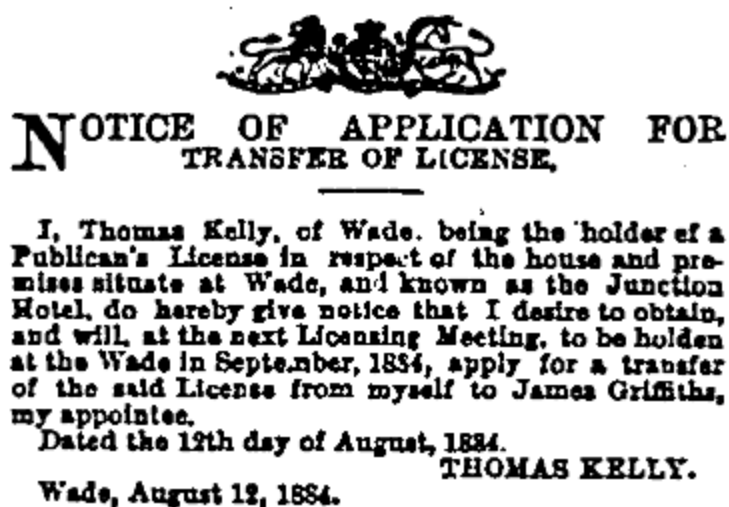 NOTICE OF APPLICATION FOR
TRANSFER OF LICENSE.
I, Thomas Kelly, of Wade, being the holder of a
Publican's License in respect of the house and pre-
mises situate at Wade, and known as the Junction
Hotel, do hereby give notice that I desire to obtain,
and will, at the next Licensing Meeting, to be holden
at the Wade in September, 1884, apply for a transfer
of the said License from myself to James Griffiths,
my appointee.
Dated the 12th day of August, 1884.
THOMAS KELLY.
Wade, August 12, 1884.